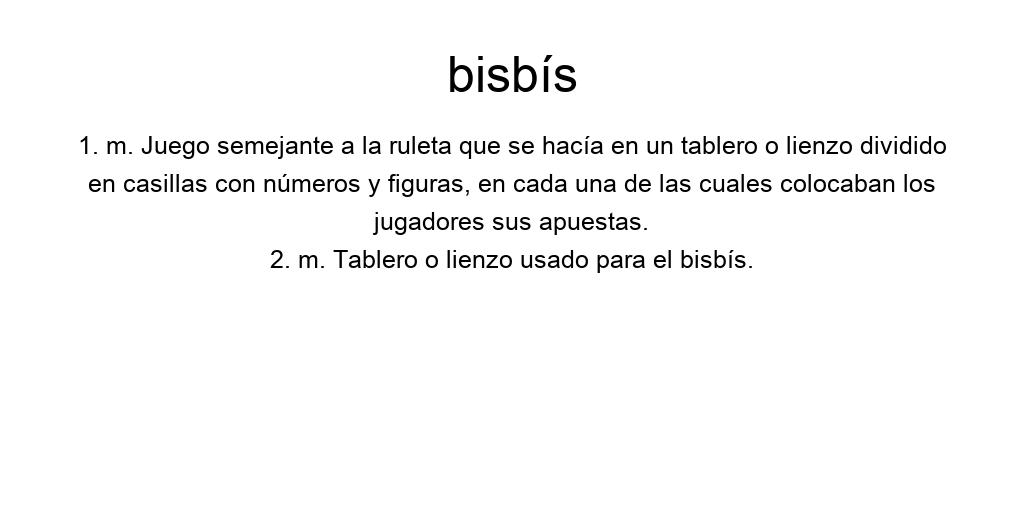 bisbís
1. m. Juego semejante a la ruleta que se hacía en un tablero o lienzo dividido
en casillas con números y figuras, en cada una de las cuales colocaban los
jugadores sus apuestas.
2. m. Tablero o lienzo usado para el bisbís.